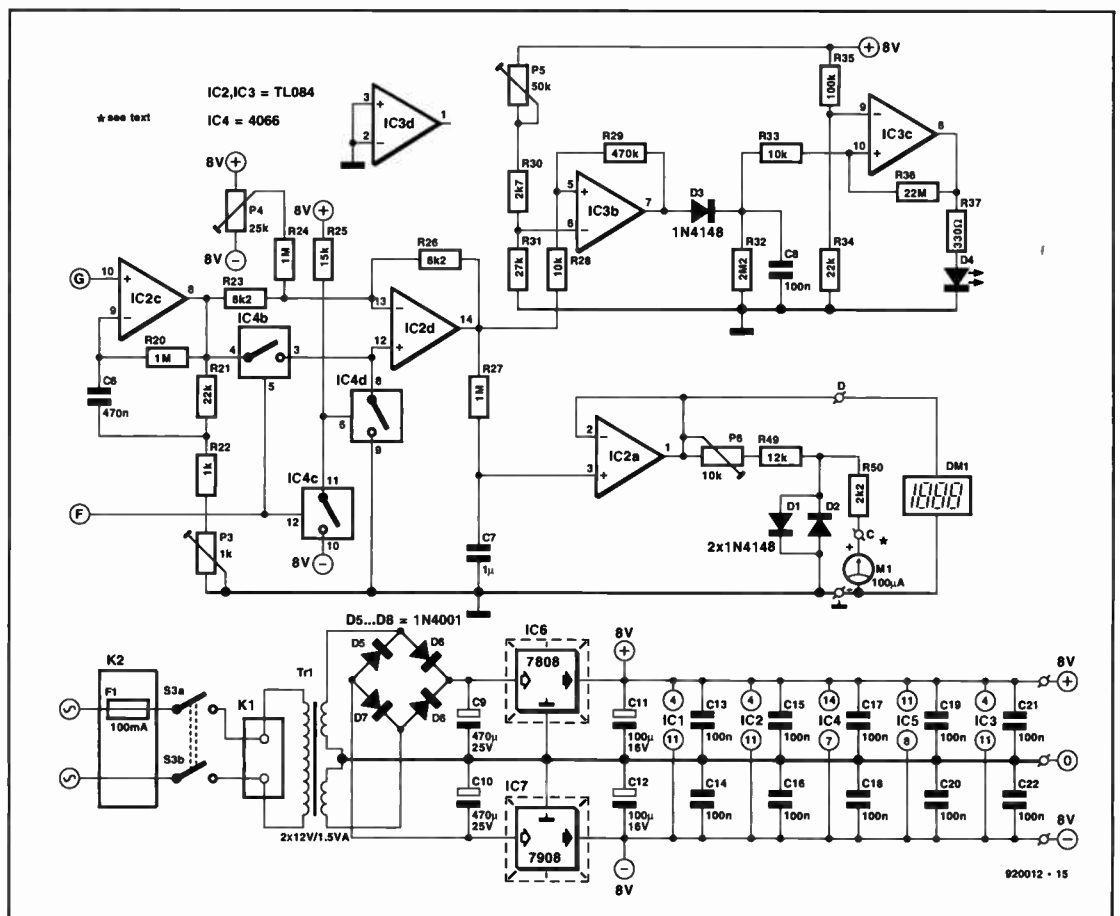 IC2,IC3 = TL084
IC4 = 4066
★ see text
3
+
2
−
1
IC3d
8V +
P4
25k
8V −
R24
1M
8V
+
R25
15k
G
10
+
9
−
8
IC2c
R23
8k2
R20
1M
C6
470n
R21
22k
R22
1k
P3
1k
F
IC4b
4
3
5
IC4d
8
6
9
IC4c
11
12
10
8V −
R26
8k2
13
−
12
+
14
IC2d
R27
1M
C7
1µ
P5
50k
R30
2k7
R31
27k
R28
10k
R29
470k
5
+
6
−
7
IC3b
D3
1N4148
R32
2M2
C8
100n
R33
10k
+ 8V
R35
100k
R34
22k
9
−
10
+
8
IC3c
R36
22M
R37
330Ω
D4
2
−
3
+
1
IC2a
P6
10k
R49
12k
D1
D2
2x1N4148
R50
2k2
C ★
+
M1
100µA
-
D
DM1
1000
K2
F1
100mA
S3a
S3b
K1
Tr1
2x12V/1.5VA
D5...D8 = 1N4001
D5
D6
D7
D8
C9
470µ
25V
C10
470µ
25V
IC6
7808
IC7
7908
8V
+
C11
100µ
16V
C12
100µ
16V
−
8V
4
IC1
11
C13
100n
C14
100n
4
IC2
11
C15
100n
C16
100n
14
IC4
7
C17
100n
C18
100n
11
IC5
8
C19
100n
C20
100n
4
IC3
11
C21
100n
C22
100n
8V
+
0
8V
−
920012 - 15